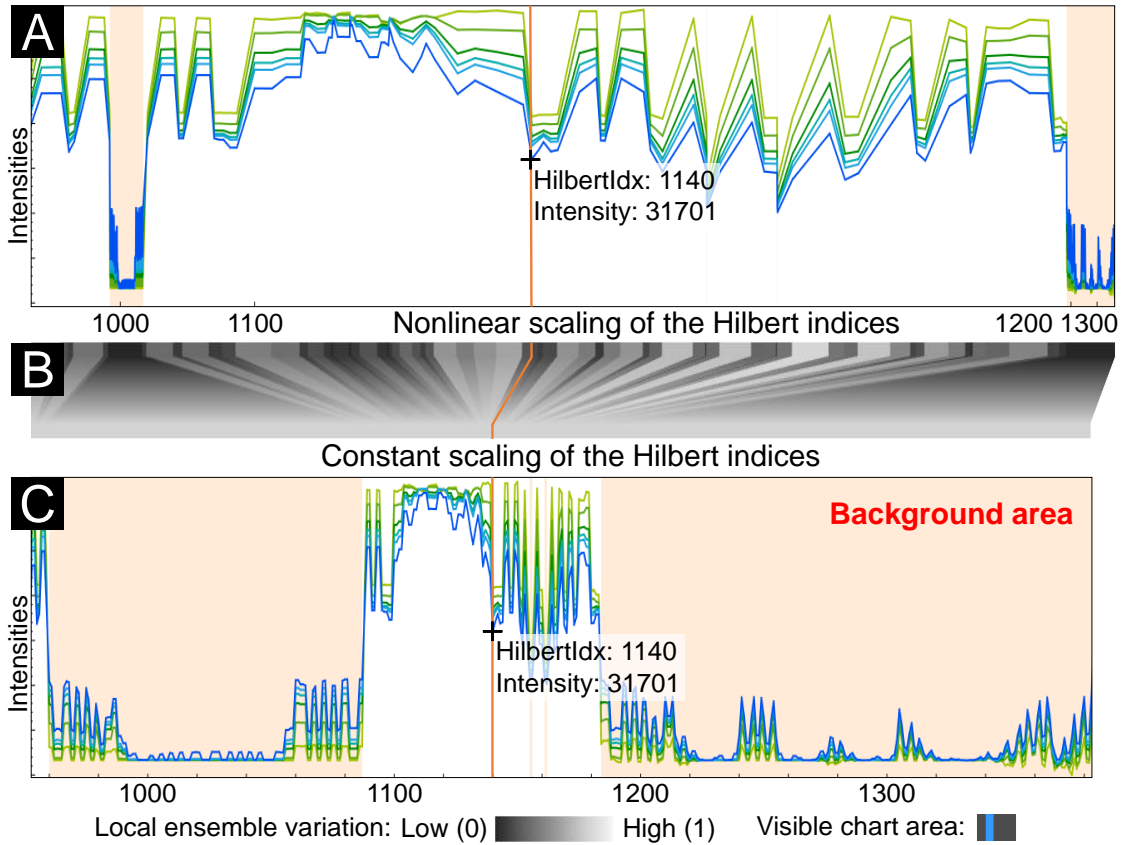 A
Intensities
HilbertIdx: 1140
Intensity: 31701
1000 1100 Nonlinear scaling of the Hilbert indices 1200 1300
B
Constant scaling of the Hilbert indices
C
Background area
Intensities
HilbertIdx: 1140
Intensity: 31701
1000 1100 1200 1300
Local ensemble variation: Low (0) High (1) Visible chart area: